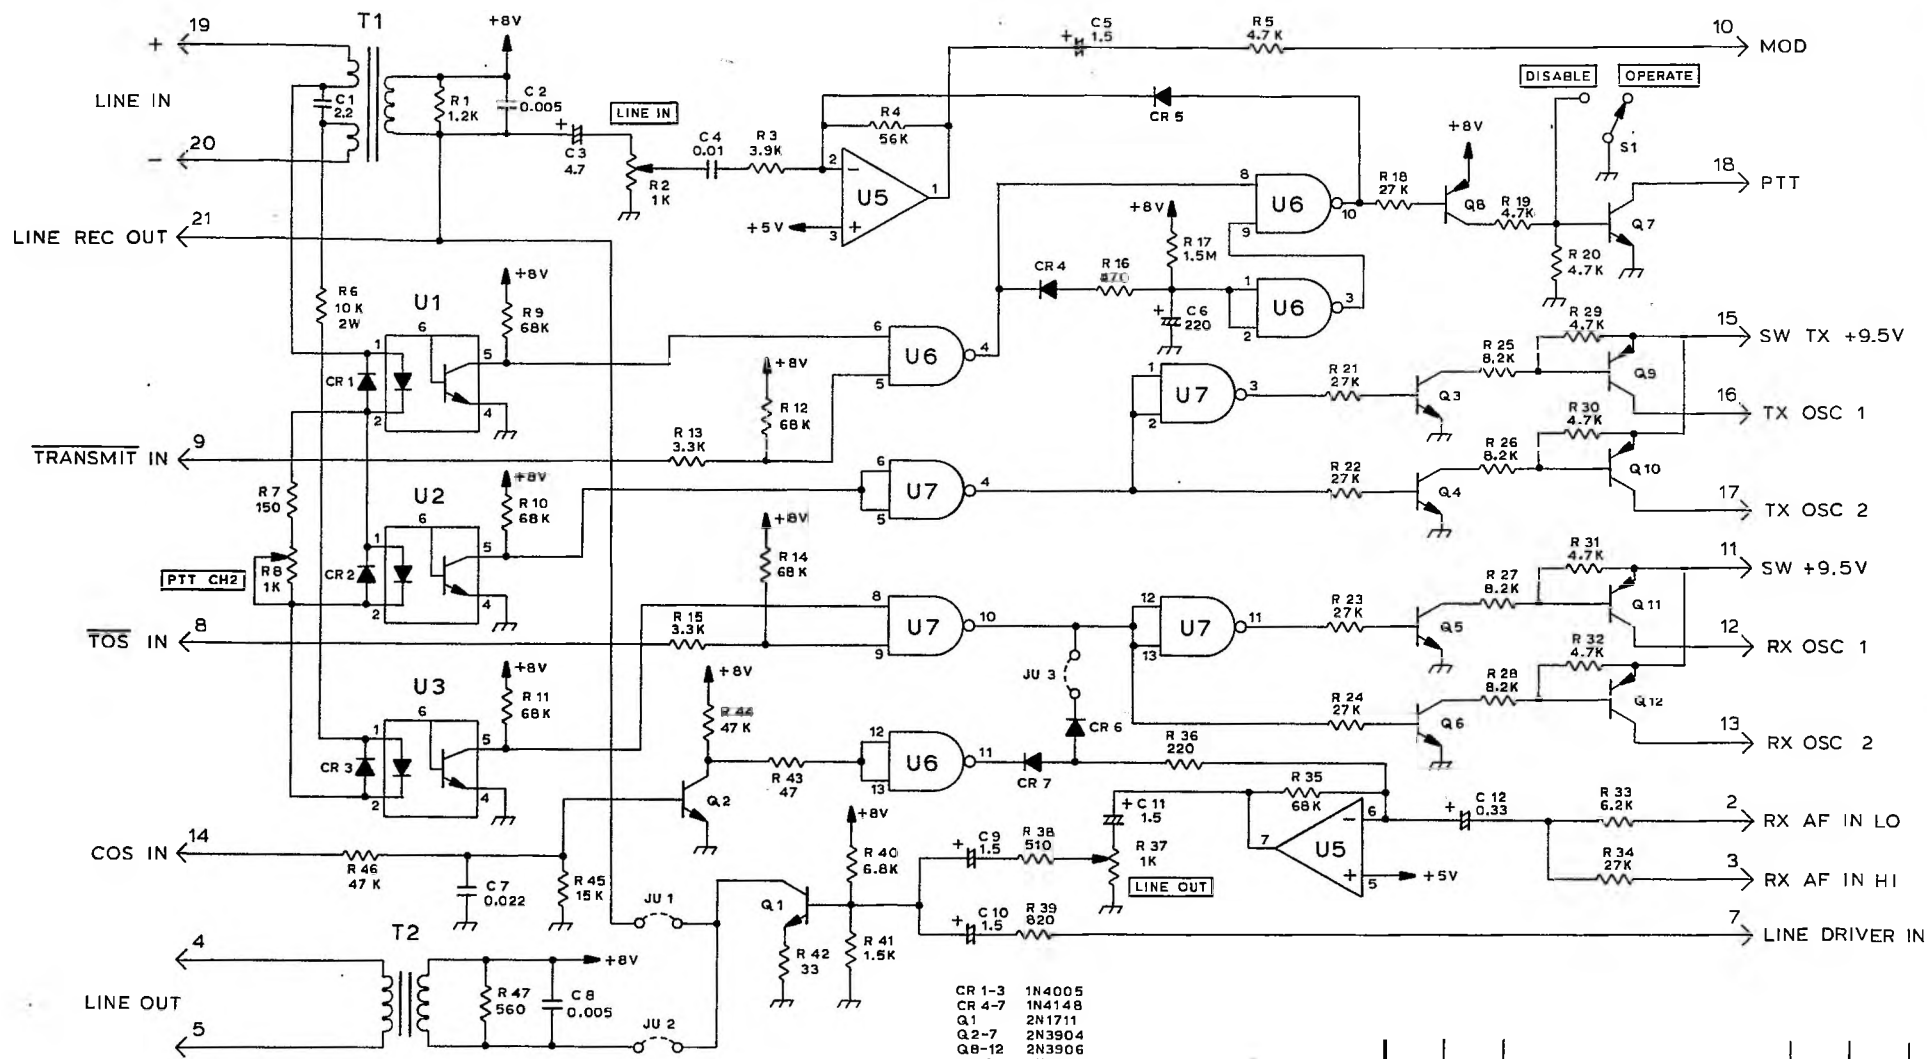 19
T1
+8V
C5
+ 1.5
R5
4.7K
10
MOD
+
LINE IN
-
20
C1
2.2
R1
1.2K
C2
0.005
LINE IN
+
C3
4.7
R2
1K
C4
0.01
R3
3.9K
R4
56K
CR5
2
-
U5
1
+5V
3
+
DISABLE
OPERATE
S1
+8V
18
PTT
8
U6
10
9
R18
27K
Q8
R19
4.7K
Q7
R20
4.7K
21
LINE REC OUT
+8V
R17
1.5M
CR4
R16
1
U6
3
2
+
C6
220
R6
10K
2W
U1
6
+8V
R9
68K
1
5
CR1
2
4
6
U6
4
5
+8V
R12
68K
R13
3.3K
9
TRANSMIT IN
1
U7
3
2
R21
27K
Q3
R25
8.2K
R29
4.7K
Q9
15
SW TX +9.5V
16
TX OSC 1
R30
4.7K
R26
8.2K
Q10
R22
27K
Q4
17
TX OSC 2
R7
150
U2
6
+8V
R10
68K
6
U7
4
5
1
5
CR2
2
4
PTT CH2
R8
1K
+8V
R14
68K
8
TOS IN
R15
3.3K
8
U7
10
9
12
U7
11
13
R23
27K
Q5
R27
8.2K
R31
4.7K
Q11
11
SW +9.5V
12
RX OSC 1
R32
4.7K
R28
8.2K
Q12
R24
27K
Q6
13
RX OSC 2
JU 3
CR6
R36
220
U3
6
+8V
R11
68K
1
5
CR3
2
4
+8V
R44
47K
Q2
R43
47
12
U6
11
13
CR7
R35
68K
6
-
U5
7
+
5
+5V
+ C12
0.33
R33
6.2K
2
RX AF IN LO
R34
27K
3
RX AF IN HI
14
COS IN
R46
47K
C7
0.022
R45
15K
+8V
R40
6.8K
C9
+ 1.5
R38
510
+ C11
1.5
R37
1K
LINE OUT
C10
+ 1.5
R39
820
7
LINE DRIVER IN
JU 1
Q1
R42
33
R41
1.5K
4
T2
LINE OUT
5
R47
560
C8
0.005
+8V
JU 2
CR 1-3 1N4005
CR 4-7 1N4148
Q1 2N1711
Q2-7 2N3904
Q8-12 2N3906